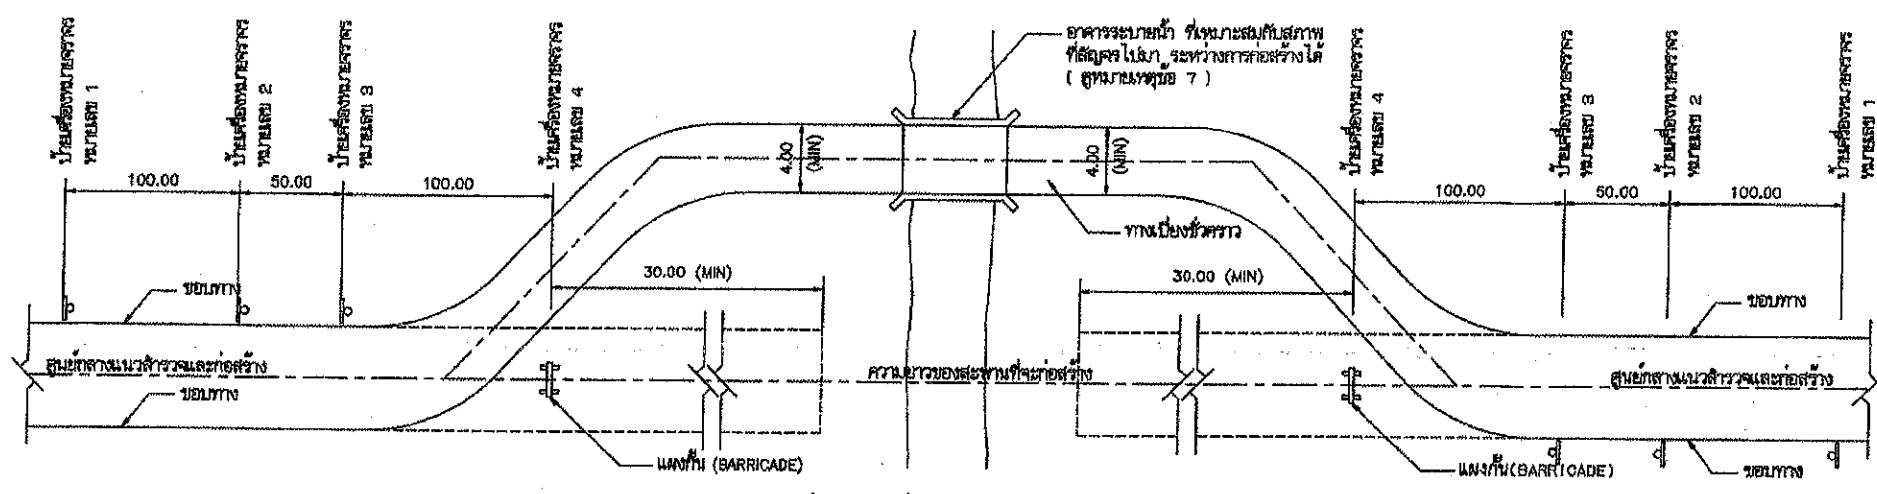 ป้ายเครื่องหมายจราจร
หมายเลข 1
ป้ายเครื่องหมายจราจร
หมายเลข 2
ป้ายเครื่องหมายจราจร
หมายเลข 3
ป้ายเครื่องหมายจราจร
หมายเลข 4
อาคารระบายน้ำ ที่เหมาะสมกับสภาพ
ที่สัญจรไปมา ระหว่างการก่อสร้างได้
( ดูหมายเหตุข้อ 7 )
ป้ายเครื่องหมายจราจร
หมายเลข 4
ป้ายเครื่องหมายจราจร
หมายเลข 3
ป้ายเครื่องหมายจราจร
หมายเลข 2
ป้ายเครื่องหมายจราจร
หมายเลข 1
100.00
50.00
100.00
4.00
(MIN)
4.00
(MIN)
100.00
50.00
100.00
ทางเบี่ยงชั่วคราว
30.00 (MIN)
30.00 (MIN)
ขอบทาง
ขอบทาง
ศูนย์กลางแนวสำรวจและก่อสร้าง
ความยาวของสะพานที่จะก่อสร้าง
ศูนย์กลางแนวสำรวจและก่อสร้าง
ขอบทาง
แผงกั้น (BARRICADE)
แผงกั้น(BARRICADE)
ขอบทาง